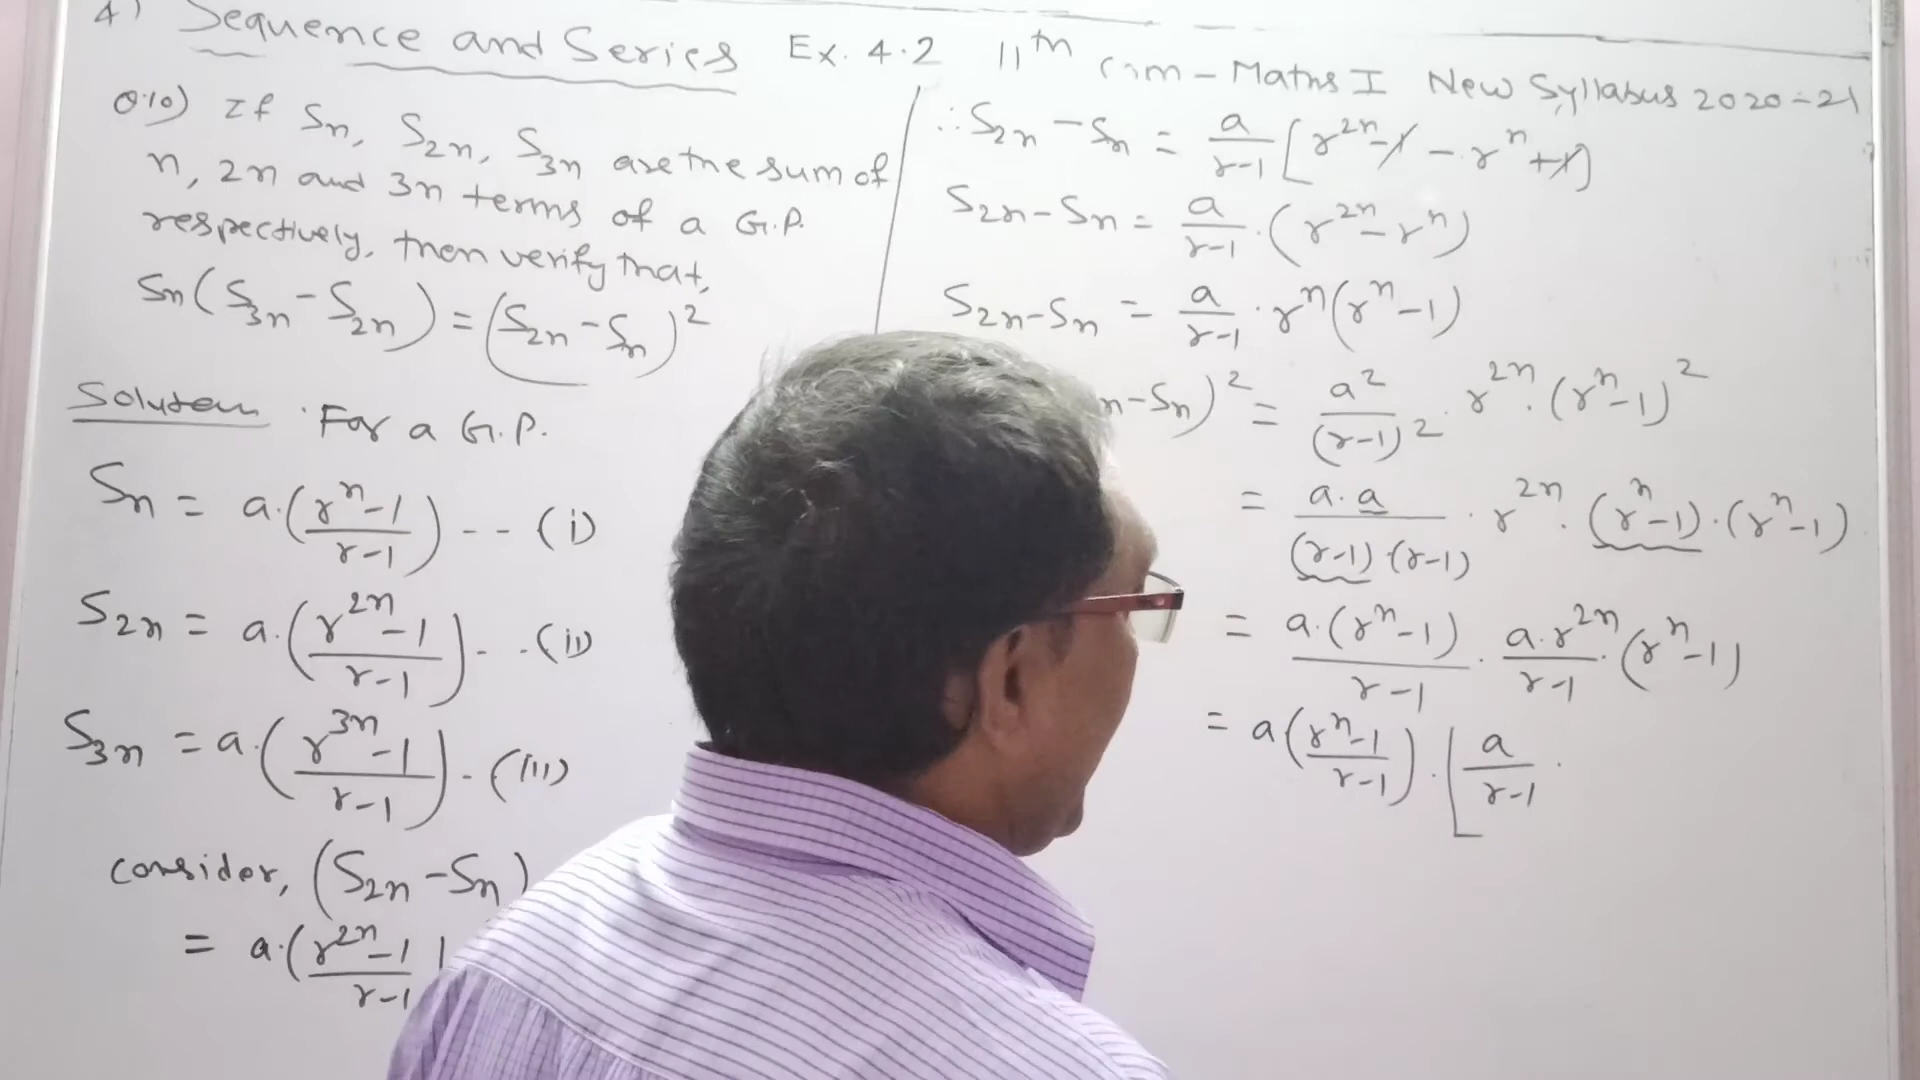 4) Sequence and Series Ex. 4.2 11th Com - Maths I New Syllabus 2020-21
Q.10) If Sn, S2n, S3n are the sum of
n, 2n and 3n terms of a G.P.
respectively, then verify that,
Sn(S3n - S2n) = (S2n - Sn)^2
Solution For a G.P.
Sn = a.(r^n-1/r-1) --- (i)
S2n = a.(r^2n-1/r-1) - - (ii)
S3n = a.(r^3n-1/r-1) - (iii)
consider, (S2n - Sn)
= a.(r^2n-1/r-1
∴ S2n - Sn = a/r-1 [r^2n - 1 - r^n + 1]
S2n - Sn = a/r-1 . (r^2n - r^n)
S2n - Sn = a/r-1 . r^n (r^n - 1)
n - Sn)^2 = a^2/(r-1)^2 . r^2n . (r^n - 1)^2
= a.a/(r-1)(r-1) . r^2n . (r^n-1).(r^n-1)
= a.(r^n-1)/r-1 . a.r^2n/r-1 . (r^n-1)
= a(r^n-1/r-1) . [a/r-1 .